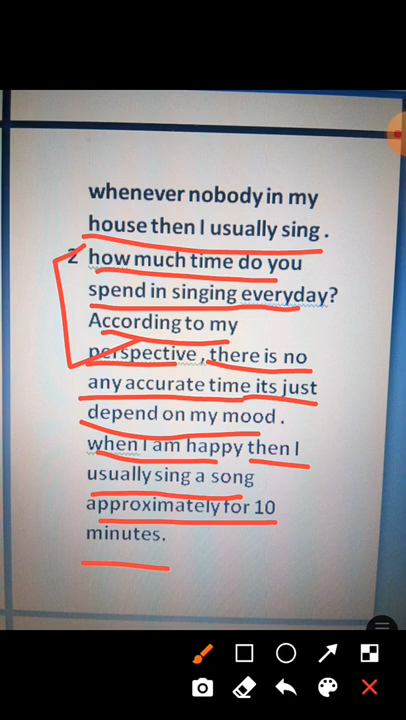 whenever nobody in my
house then I usually sing .
2 how much time do you
spend in singing everyday?
According to my
perspective , there is no
any accurate time its just
depend on my mood .
when I am happy then I
usually sing a song
approximately for 10
minutes.